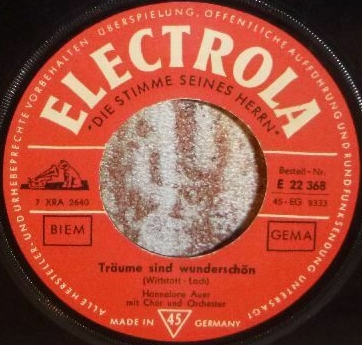 ALLE HERSTELLER- UND URHEBERRECHTE VORBEHALTEN · ÜBERSPIELUNG, ÖFFENTLICHE AUFFÜHRUNG UND RUNDFUNKSENDUNG UNTERSAGT
ELECTROLA
"DIE STIMME SEINES HERRN"
7 XRA 2640
BIEM
Bestell-Nr.
E 22 368
45-EG 9333
GEMA
Träume sind wunderschön
(Wittstatt - Loch)
Hannelore Auer
mit Chor und Orchester
MADE IN 45 GERMANY